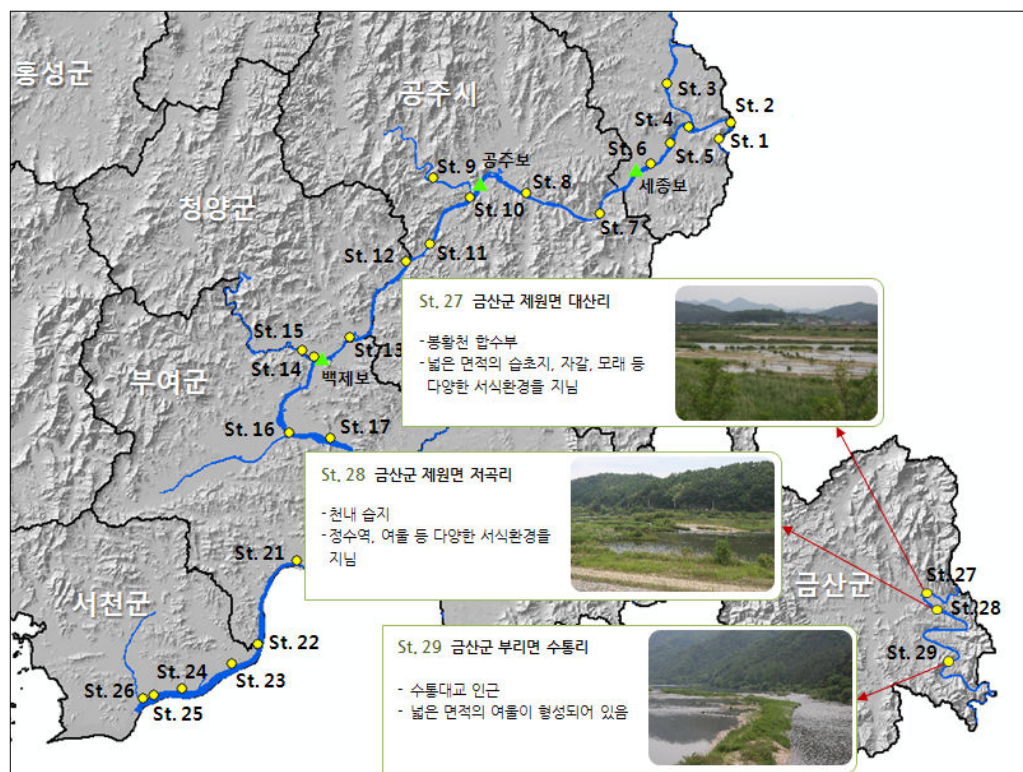 홍성군
공주시
St. 3
St. 2
St. 4
St. 1
St. 6
St. 5
공주보
St. 9
세종보
St. 8
청양군
St. 10
St. 7
St. 11
St. 12
St. 27 금산군 제원면 대산리
- 봉황천 합수부
- 넓은 면적의 습초지, 자갈, 모래 등
다양한 서식환경을 지님
St. 15
St. 13
St. 14
백제보
부여군
St. 16
St. 17
St. 28 금산군 제원면 저곡리
- 천내 습지
- 정수역, 여울 등 다양한 서식환경을
지님
St. 21
금산군
St. 27
St. 28
서천군
St. 22
St. 29 금산군 부리면 수통리
- 수통대교 인근
- 넓은 면적의 여울이 형성되어 있음
St. 29
St. 24
St. 23
St. 26
St. 25